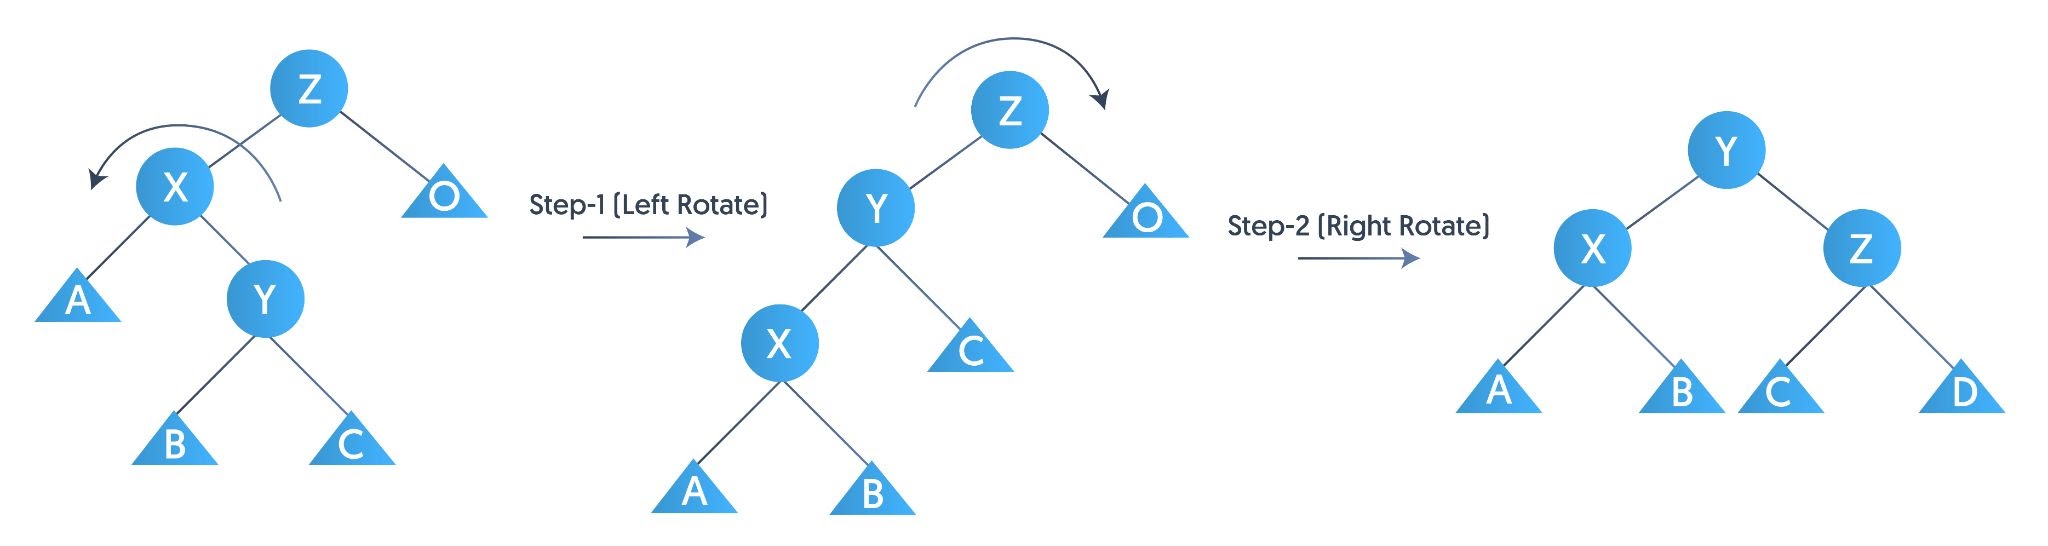 Z
X
O
A
Y
B
C
Step-1 (Left Rotate)
Z
Y
O
X
C
A
B
Step-2 (Right Rotate)
Y
X
Z
A
B
C
D